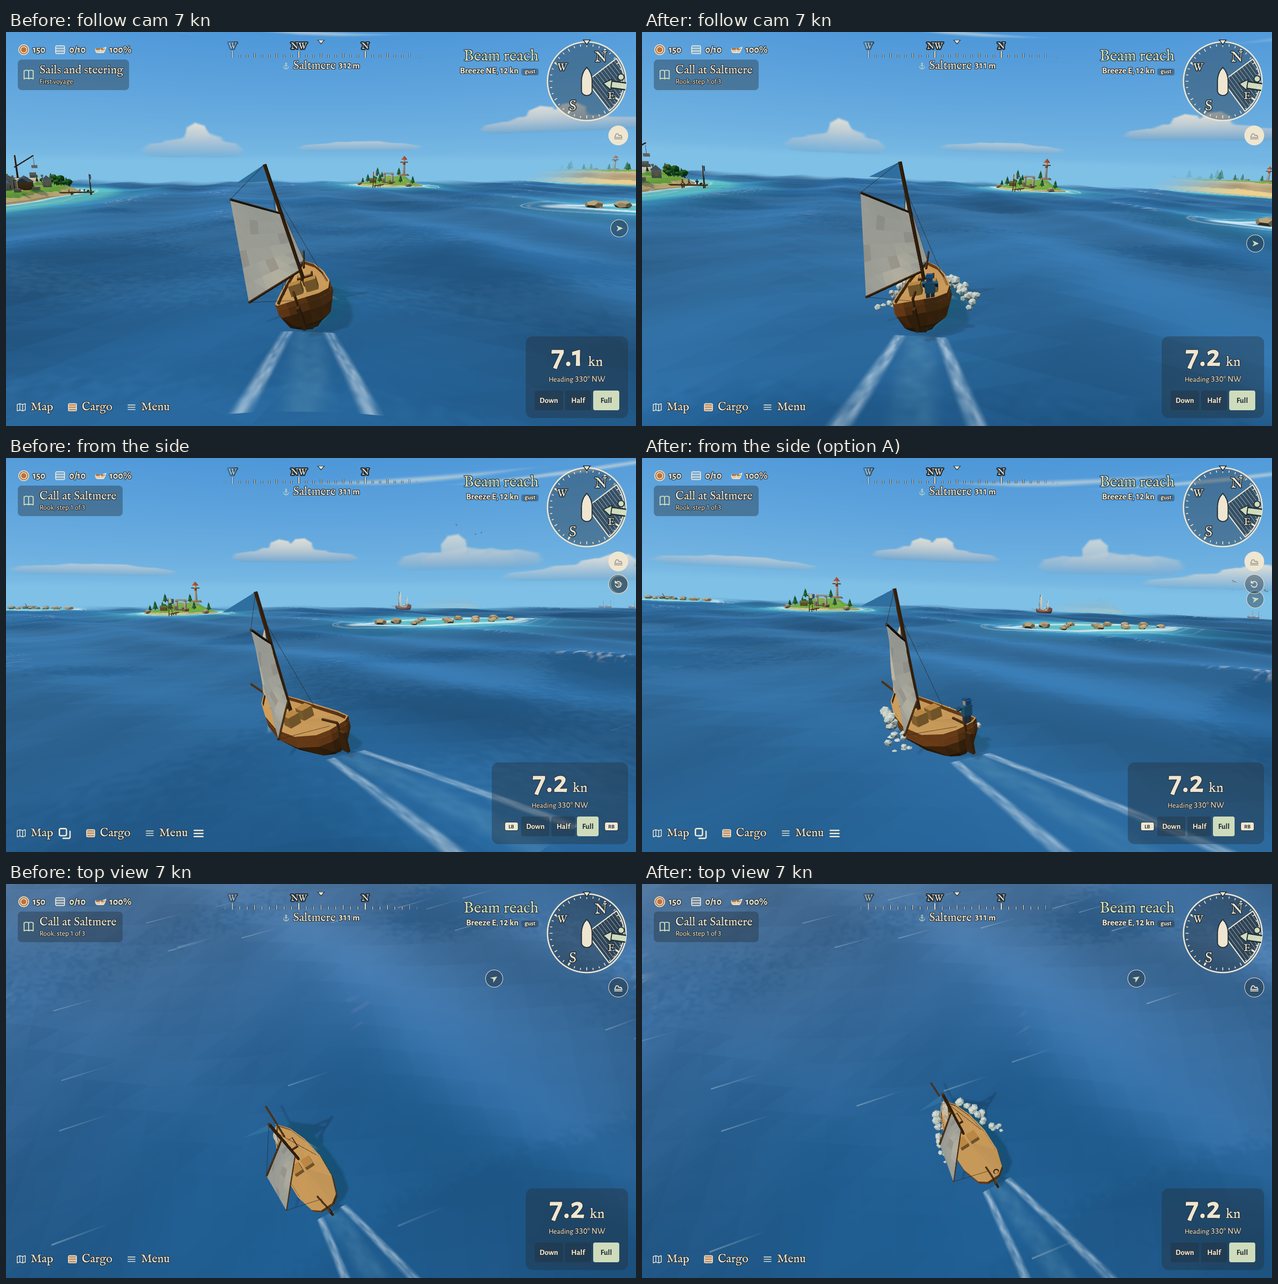 Before: follow cam 7 kn
150 0/10 100%
W NW N
Saltmere 312 m
Sails and steering
First voyage
Beam reach
Breeze NE, 12 kn gust
N
W
E
S
7.1 kn
Heading 330° NW
Down Half Full
Map Cargo Menu
After: follow cam 7 kn
150 0/10 100%
W NW N
Saltmere 311 m
Call at Saltmere
Rook: step 1 of 3
Beam reach
Breeze E, 12 kn gust
N
W
E
S
7.2 kn
Heading 330° NW
Down Half Full
Map Cargo Menu
Before: from the side
150 0/10 100%
W NW N
Saltmere 311 m
Call at Saltmere
Rook: step 1 of 3
Beam reach
Breeze E, 12 kn gust
N
W
E
S
7.2 kn
Heading 330° NW
LB Down Half Full RB
Map Cargo Menu
After: from the side (option A)
150 0/10 100%
W NW N
Saltmere 311 m
Call at Saltmere
Rook: step 1 of 3
Beam reach
Breeze E, 12 kn gust
N
W
E
S
7.2 kn
Heading 330° NW
LB Down Half Full RB
Map Cargo Menu
Before: top view 7 kn
150 0/10 100%
W NW N
Saltmere 311 m
Call at Saltmere
Rook: step 1 of 3
Beam reach
Breeze E, 12 kn gust
N
W
E
S
7.2 kn
Heading 330° NW
Down Half Full
Map Cargo Menu
After: top view 7 kn
150 0/10 100%
W NW N
Saltmere 311 m
Call at Saltmere
Rook: step 1 of 3
Beam reach
Breeze E, 12 kn gust
N
W
E
S
7.2 kn
Heading 330° NW
Down Half Full
Map Cargo Menu